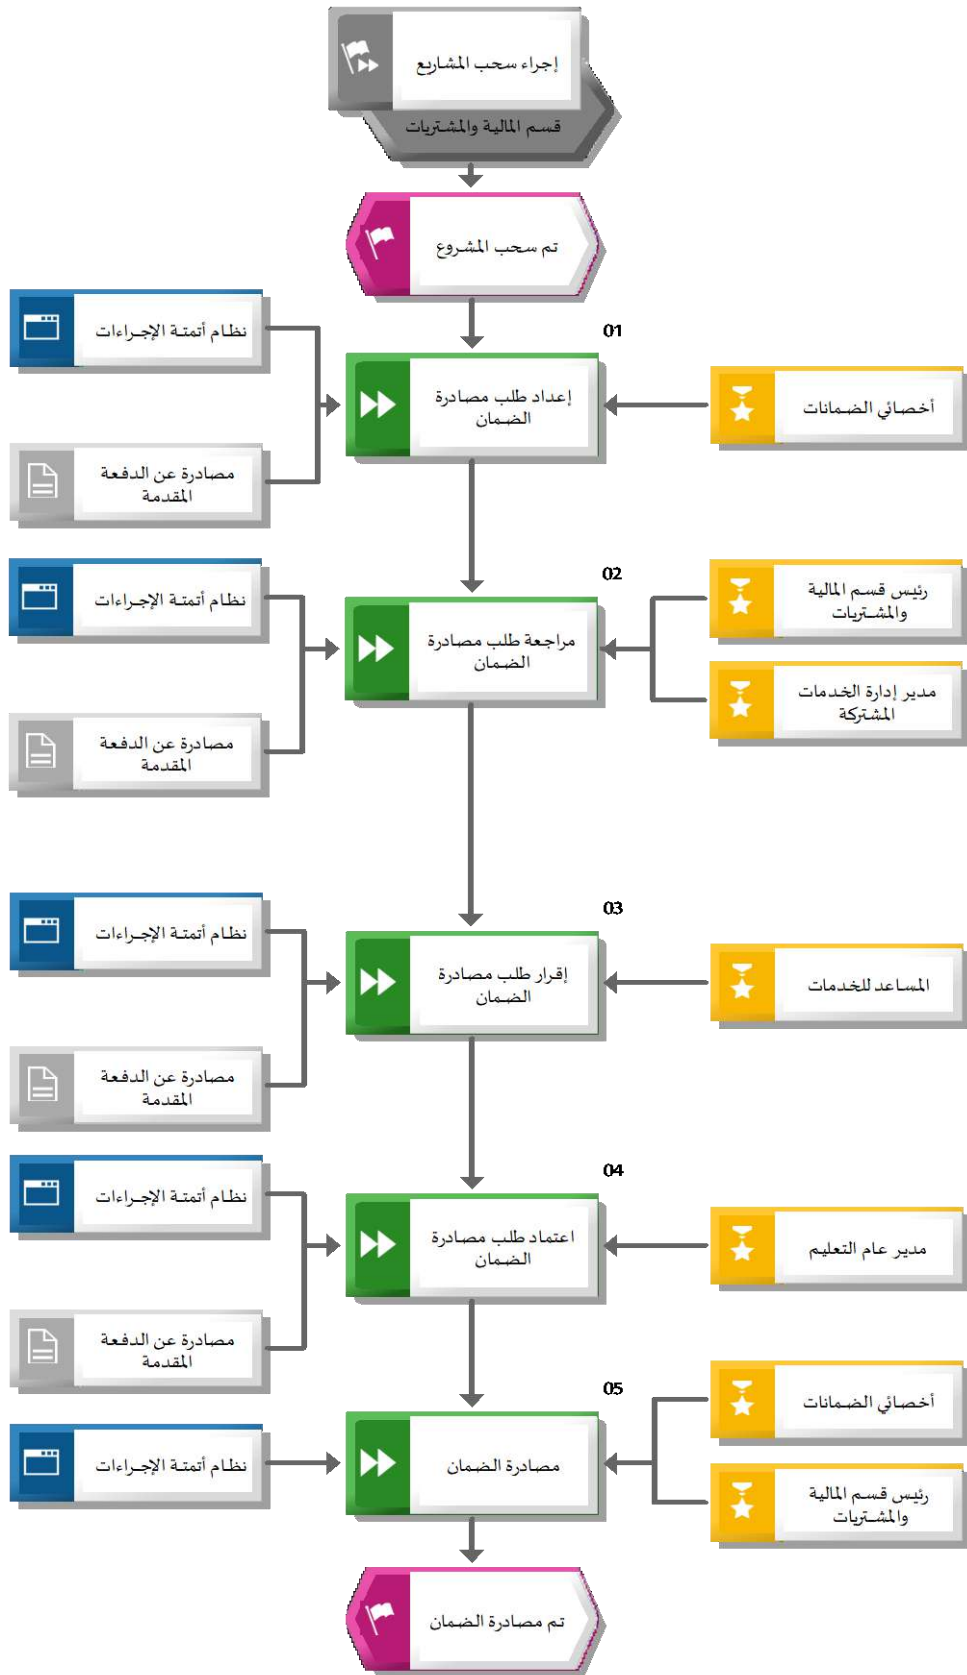 إجراء سحب المشاريع
قسم المالية والمشتريات
تم سحب المشروع
01
أخصائي الضمانات
إعداد طلب مصادرة
الضمان
نظام أتمتة الإجراءات
مصادرة عن الدفعة
المقدمة
02
رئيس قسم المالية
والمشتريات
مدير إدارة الخدمات
المشتركة
مراجعة طلب مصادرة
الضمان
نظام أتمتة الإجراءات
مصادرة عن الدفعة
المقدمة
03
المساعد للخدمات
إقرار طلب مصادرة
الضمان
نظام أتمتة الإجراءات
مصادرة عن الدفعة
المقدمة
04
مدير عام التعليم
اعتماد طلب مصادرة
الضمان
نظام أتمتة الإجراءات
مصادرة عن الدفعة
المقدمة
05
أخصائي الضمانات
رئيس قسم المالية
والمشتريات
مصادرة الضمان
نظام أتمتة الإجراءات
تم مصادرة الضمان